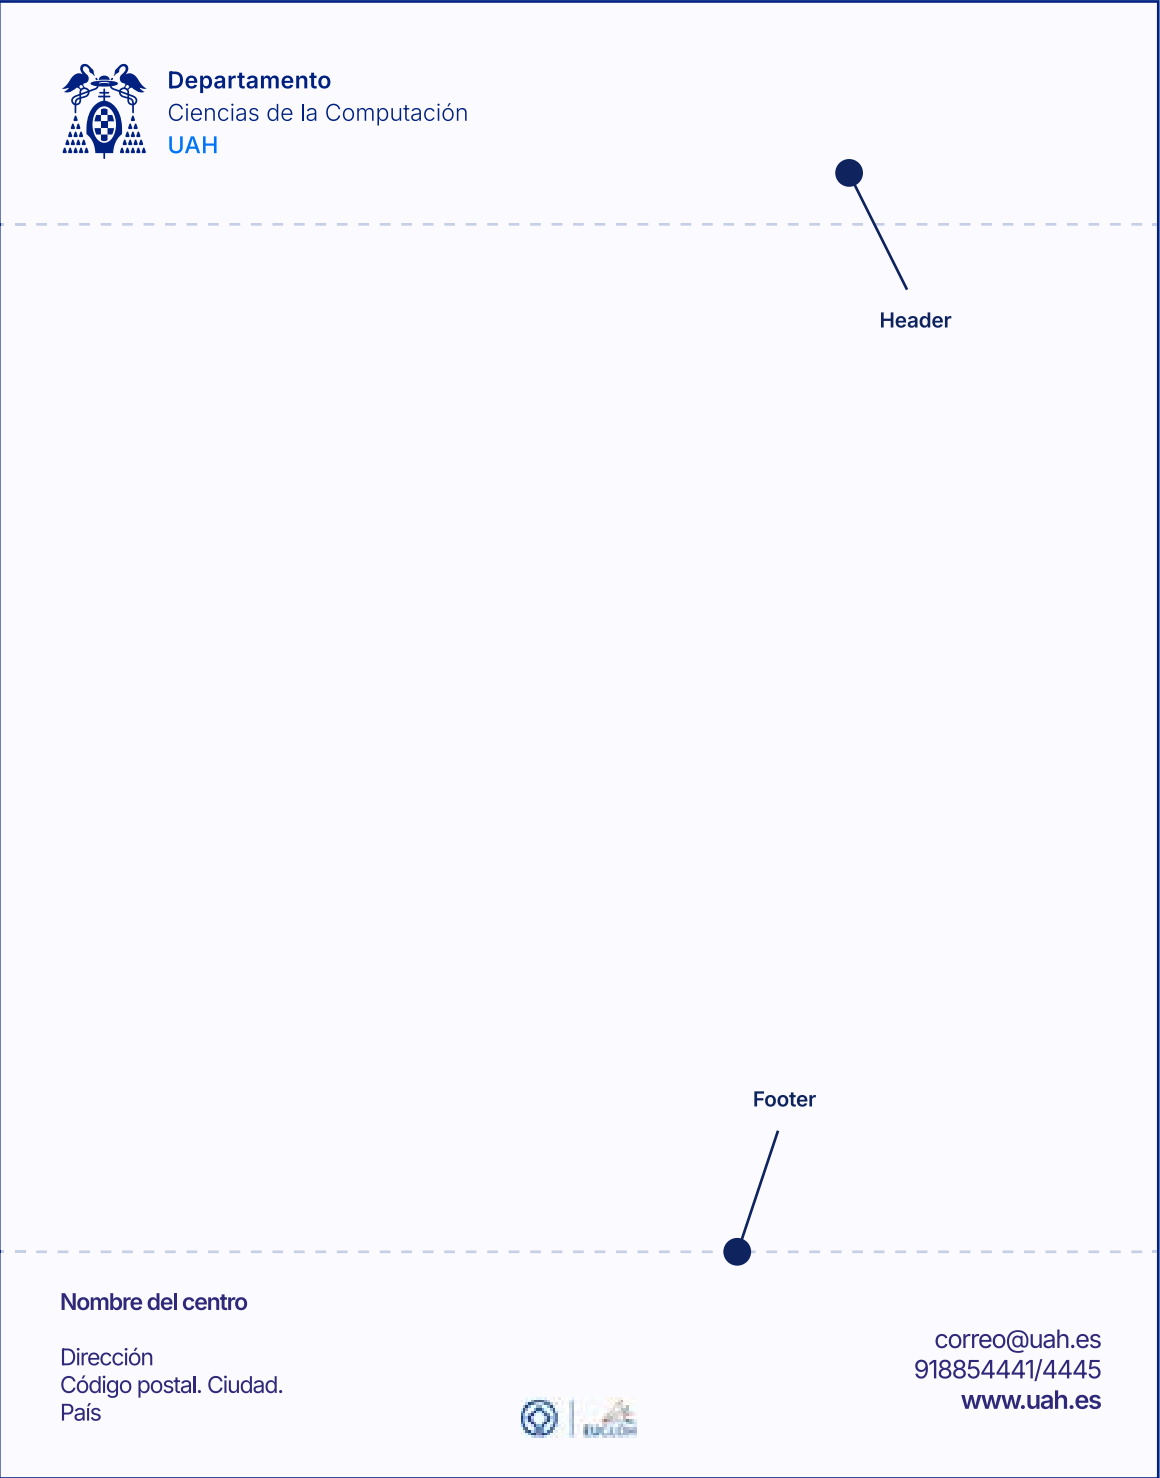 Departamento
Ciencias de la Computación
UAH
Header
Footer
Nombre del centro
Dirección
Código postal. Ciudad.
País
correo@uah.es
918854441/4445
www.uah.es